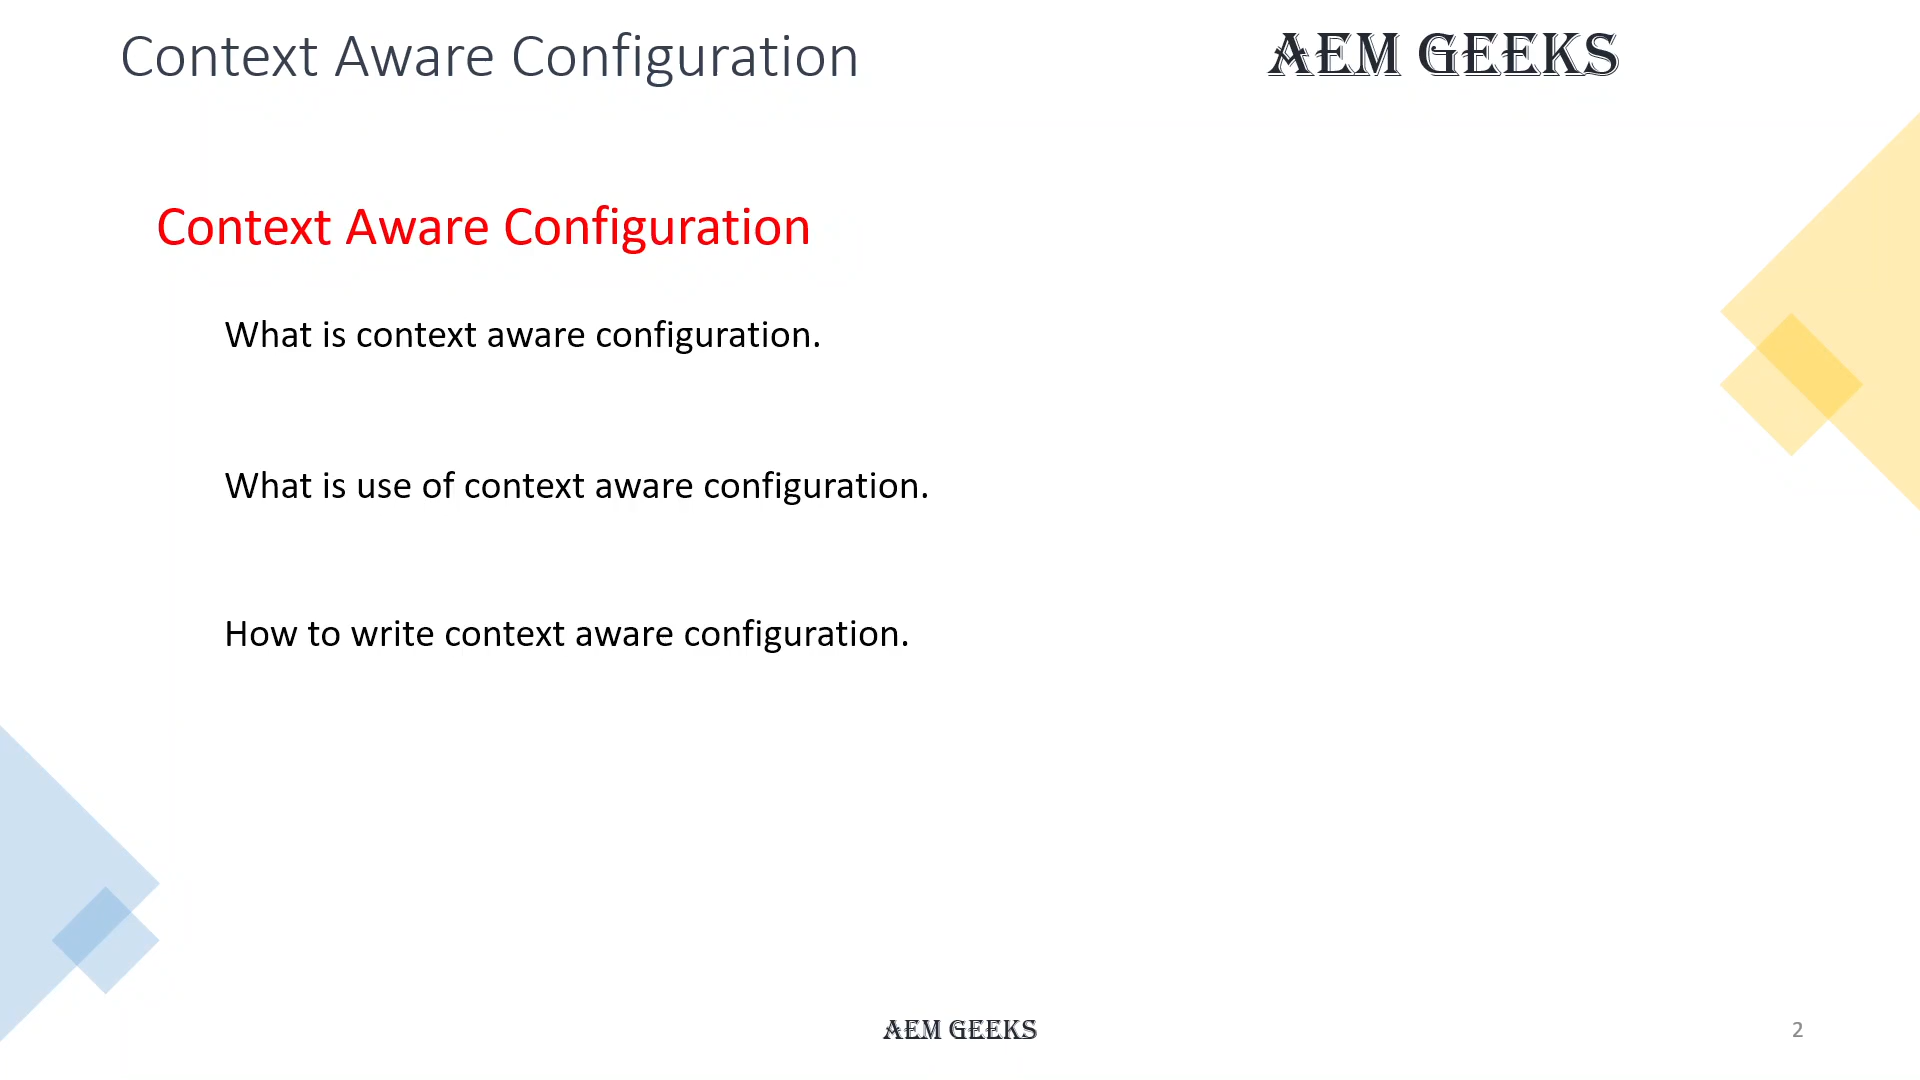 Context Aware Configuration
AEM GEEKS
Context Aware Configuration
What is context aware configuration.
What is use of context aware configuration.
How to write context aware configuration.
AEM GEEKS
2